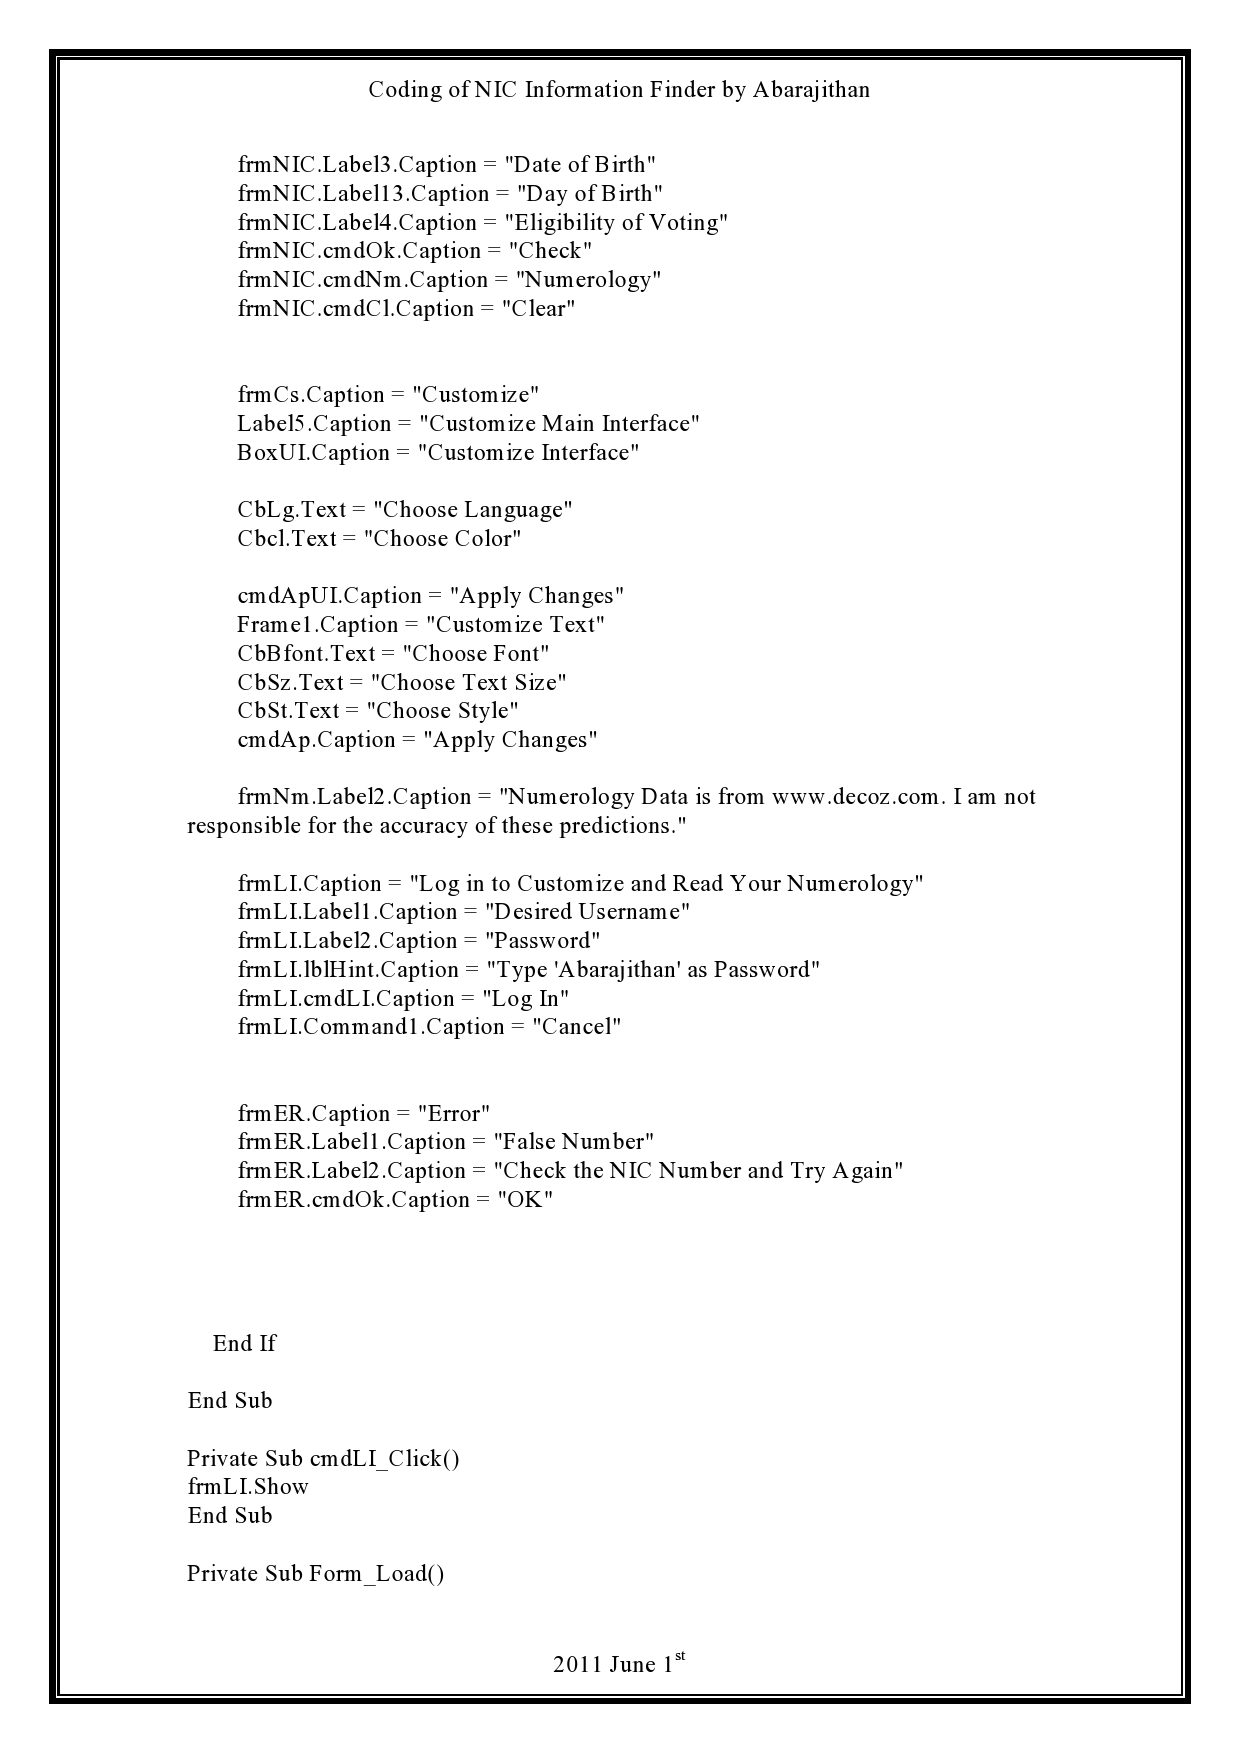 Coding of NIC Information Finder by Abarajithan
frmNIC.Label3.Caption = "Date of Birth"
frmNIC.Label13.Caption = "Day of Birth"
frmNIC.Label4.Caption = "Eligibility of Voting"
frmNIC.cmdOk.Caption = "Check"
frmNIC.cmdNm.Caption = "Numerology"
frmNIC.cmdCl.Caption = "Clear"
frmCs.Caption = "Customize"
Label5.Caption = "Customize Main Interface"
BoxUI.Caption = "Customize Interface"
CbLg.Text = "Choose Language"
Cbcl.Text = "Choose Color"
cmdApUI.Caption = "Apply Changes"
Frame1.Caption = "Customize Text"
CbBfont.Text = "Choose Font"
CbSz.Text = "Choose Text Size"
CbSt.Text = "Choose Style"
cmdAp.Caption = "Apply Changes"
frmNm.Label2.Caption = "Numerology Data is from www.decoz.com. I am not
responsible for the accuracy of these predictions."
frmLI.Caption = "Log in to Customize and Read Your Numerology"
frmLI.Label1.Caption = "Desired Username"
frmLI.Label2.Caption = "Password"
frmLI.lblHint.Caption = "Type 'Abarajithan' as Password"
frmLI.cmdLI.Caption = "Log In"
frmLI.Command1.Caption = "Cancel"
frmER.Caption = "Error"
frmER.Label1.Caption = "False Number"
frmER.Label2.Caption = "Check the NIC Number and Try Again"
frmER.cmdOk.Caption = "OK"
End If
End Sub
Private Sub cmdLI_Click()
frmLI.Show
End Sub
Private Sub Form_Load()
2011 June 1st